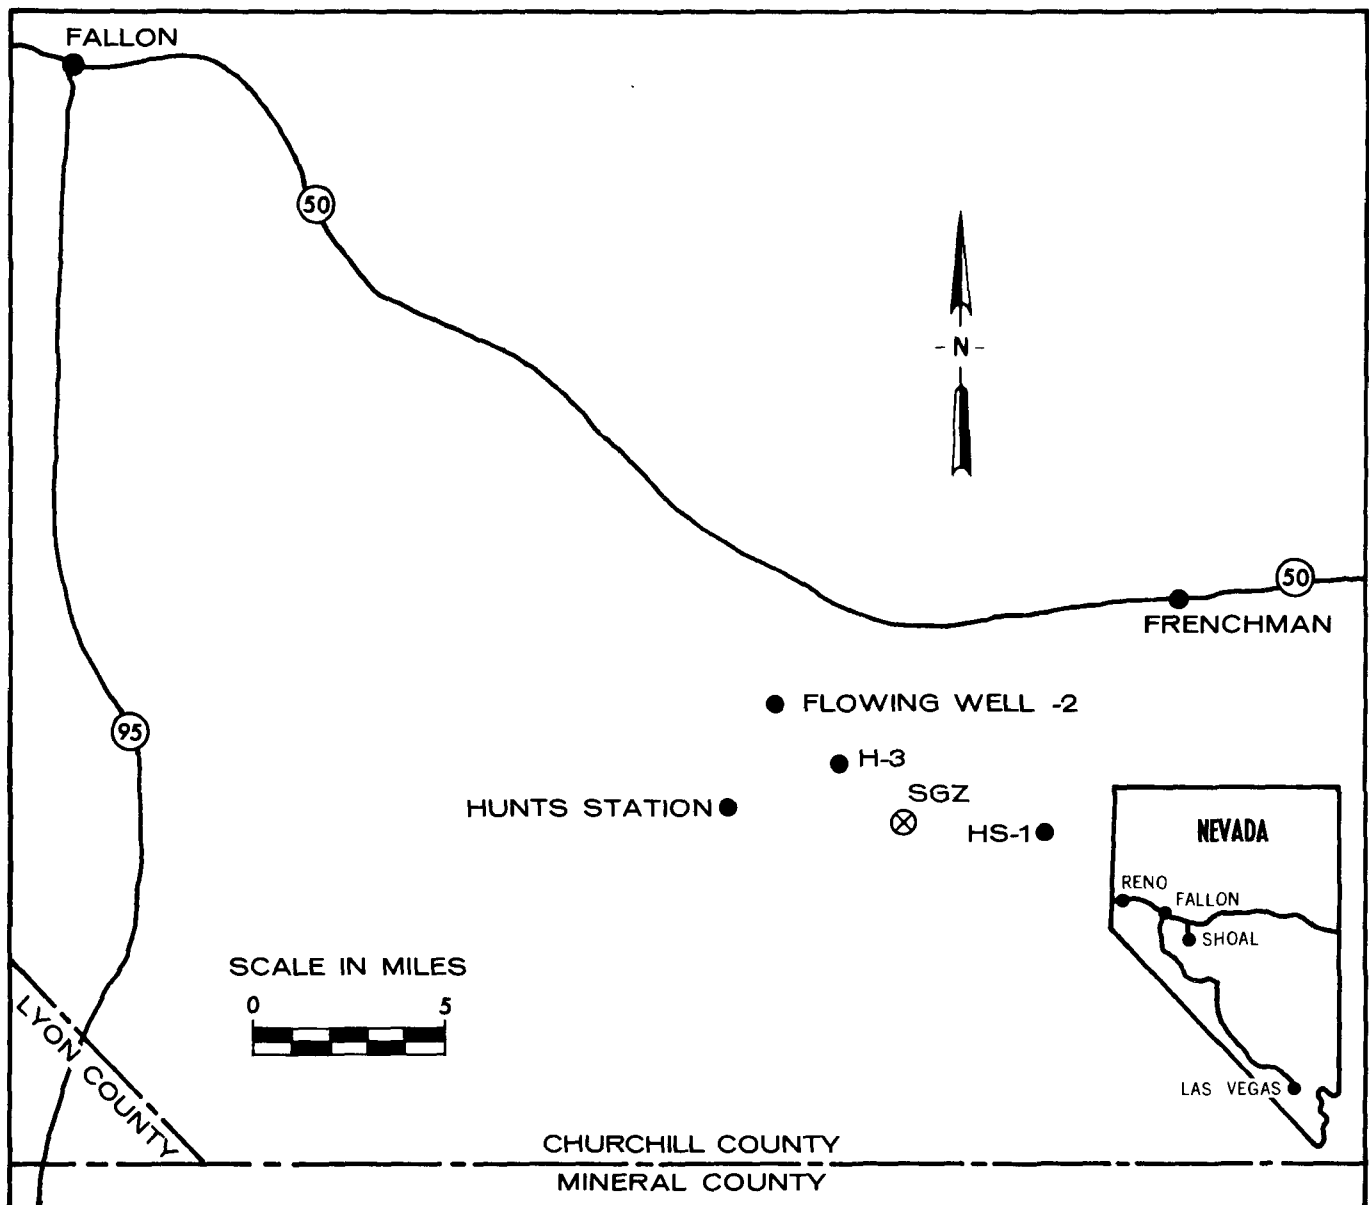 FALLON
50
- N -
50
FRENCHMAN
FLOWING WELL -2
95
H-3
SGZ
HUNTS STATION
HS-1
NEVADA
RENO
FALLON
SHOAL
LAS VEGAS
SCALE IN MILES
0 5
LYON COUNTY
CHURCHILL COUNTY
MINERAL COUNTY